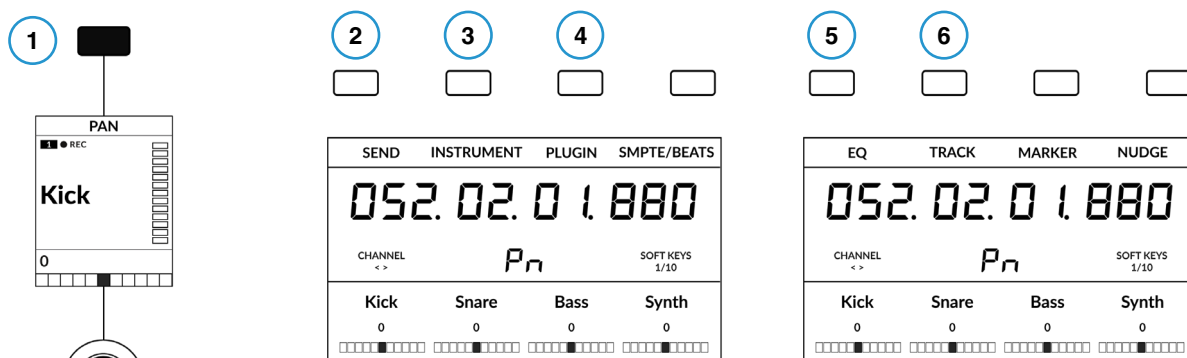 1
2
3
4
5
6
PAN
1 REC
Kick
0
SEND INSTRUMENT PLUGIN SMPTE/BEATS
052. 02. 01. 880
CHANNEL
< >
Pn
SOFT KEYS
1/10
Kick Snare Bass Synth
0 0 0 0
EQ TRACK MARKER NUDGE
052. 02. 01. 880
CHANNEL
< >
Pn
SOFT KEYS
1/10
Kick Snare Bass Synth
0 0 0 0